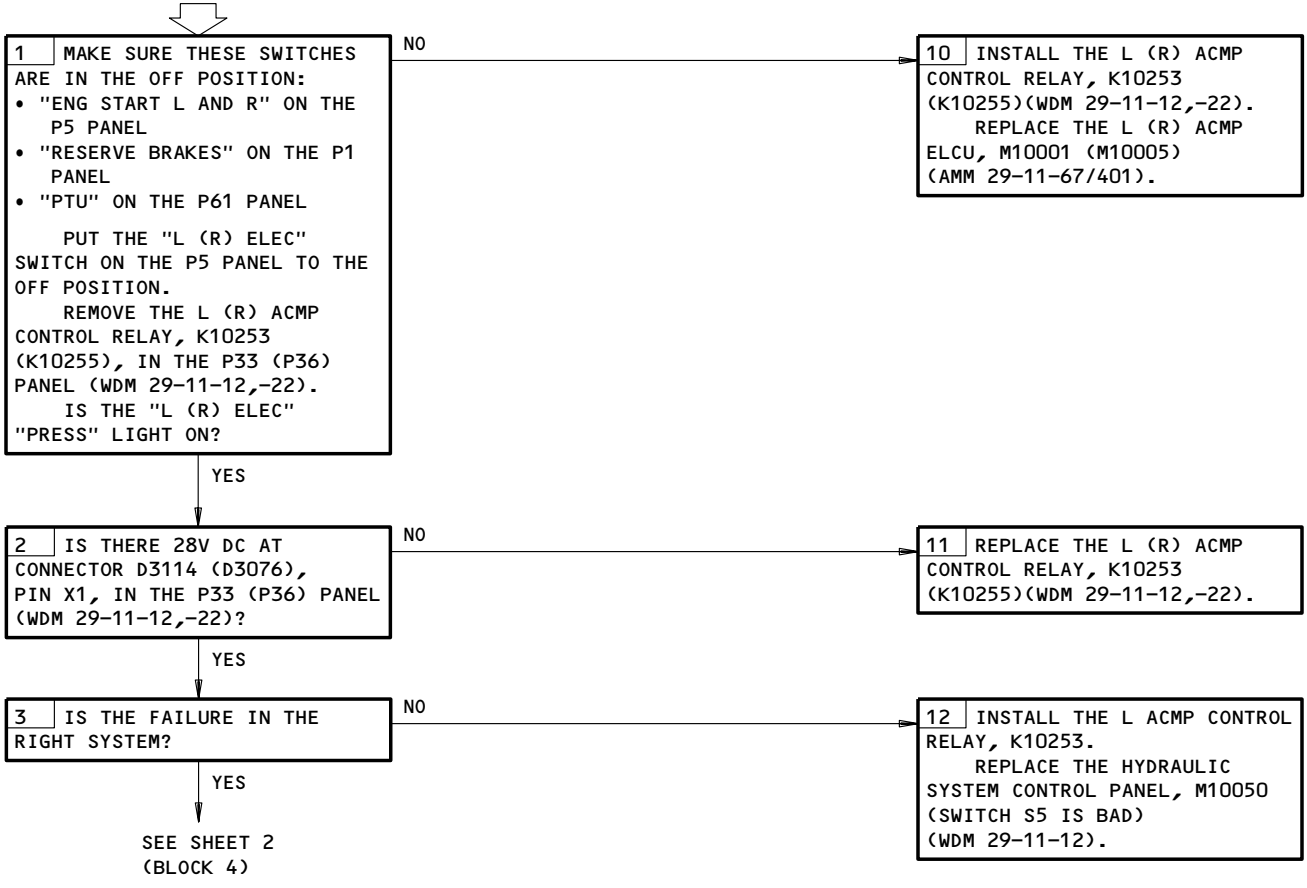 1 MAKE SURE THESE SWITCHES
ARE IN THE OFF POSITION:
• "ENG START L AND R" ON THE
P5 PANEL
• "RESERVE BRAKES" ON THE P1
PANEL
• "PTU" ON THE P61 PANEL
PUT THE "L (R) ELEC"
SWITCH ON THE P5 PANEL TO THE
OFF POSITION.
REMOVE THE L (R) ACMP
CONTROL RELAY, K10253
(K10255), IN THE P33 (P36)
PANEL (WDM 29-11-12,-22).
IS THE "L (R) ELEC"
"PRESS" LIGHT ON?
NO
10 INSTALL THE L (R) ACMP
CONTROL RELAY, K10253
(K10255)(WDM 29-11-12,-22).
REPLACE THE L (R) ACMP
ELCU, M10001 (M10005)
(AMM 29-11-67/401).
YES
2 IS THERE 28V DC AT
CONNECTOR D3114 (D3076),
PIN X1, IN THE P33 (P36) PANEL
(WDM 29-11-12,-22)?
NO
11 REPLACE THE L (R) ACMP
CONTROL RELAY, K10253
(K10255)(WDM 29-11-12,-22).
YES
3 IS THE FAILURE IN THE
RIGHT SYSTEM?
NO
12 INSTALL THE L ACMP CONTROL
RELAY, K10253.
REPLACE THE HYDRAULIC
SYSTEM CONTROL PANEL, M10050
(SWITCH S5 IS BAD)
(WDM 29-11-12).
YES
SEE SHEET 2
(BLOCK 4)